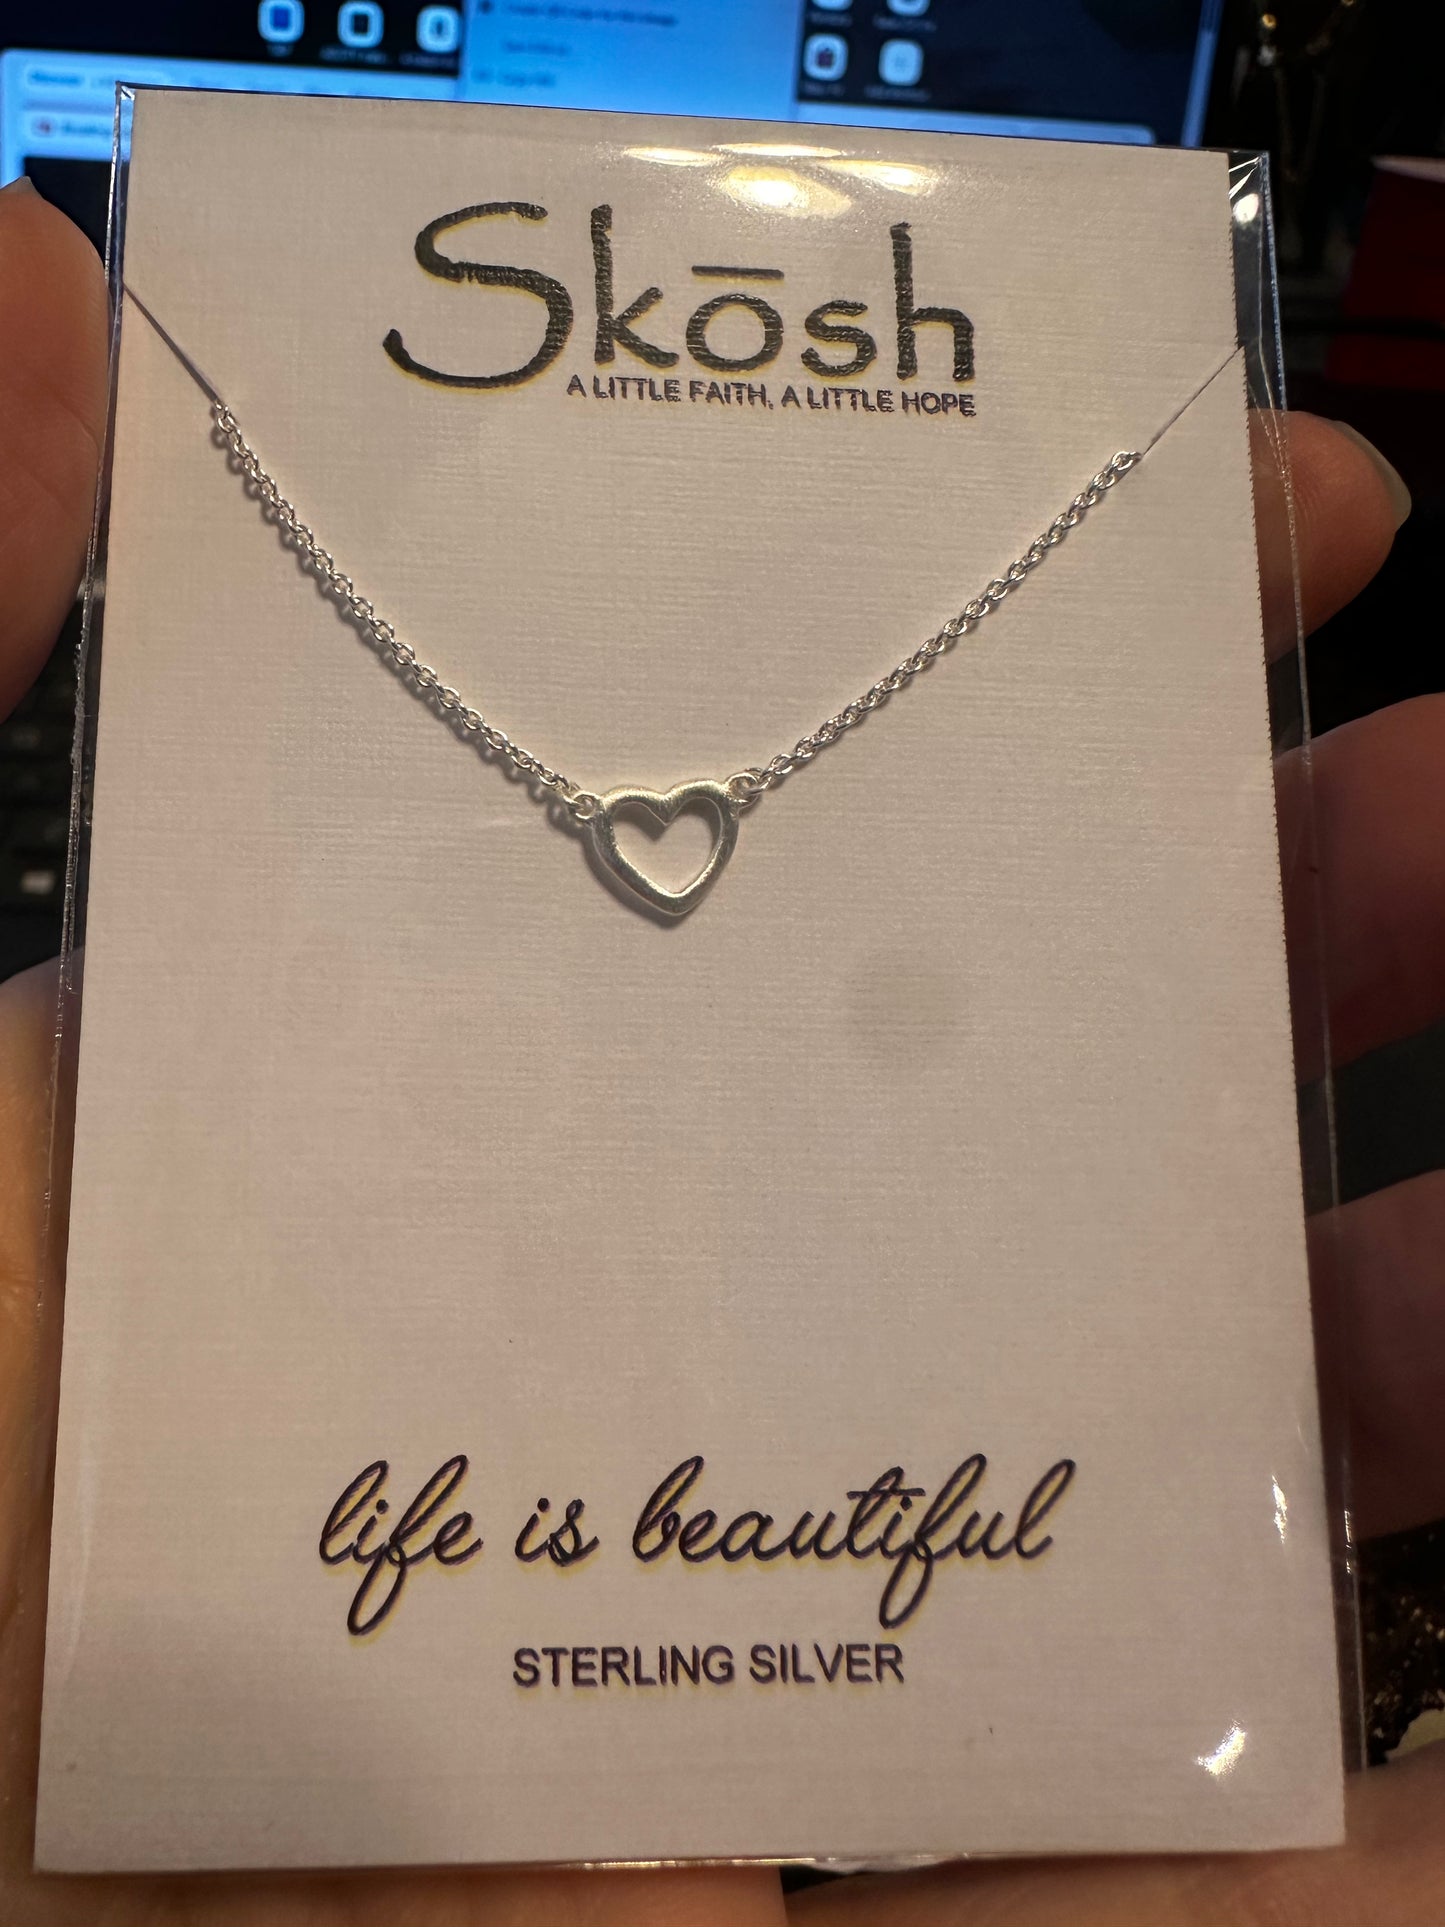 Skōsh
A LITTLE FAITH, A LITTLE HOPE
life is beautiful
STERLING SILVER